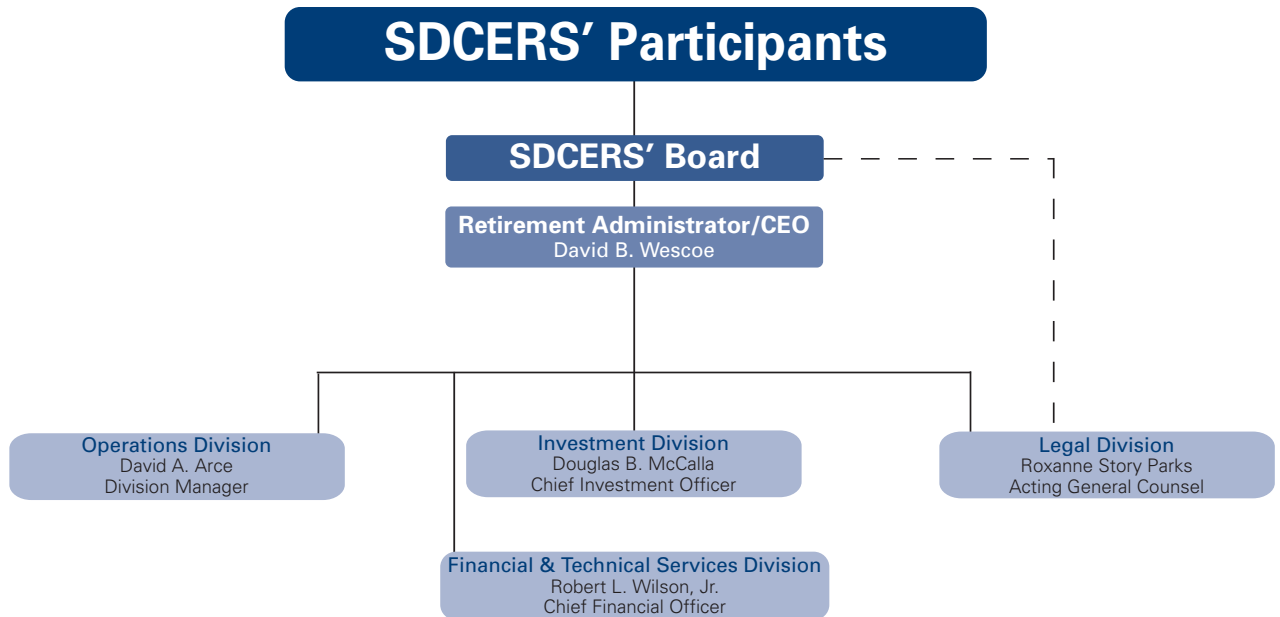 SDCERS’ Participants
SDCERS’ Board
Retirement Administrator/CEO
David B. Wescoe
Operations Division
David A. Arce
Division Manager
Investment Division
Douglas B. McCalla
Chief Investment Officer
Legal Division
Roxanne Story Parks
Acting General Counsel
Financial & Technical Services Division
Robert L. Wilson, Jr.
Chief Financial Officer